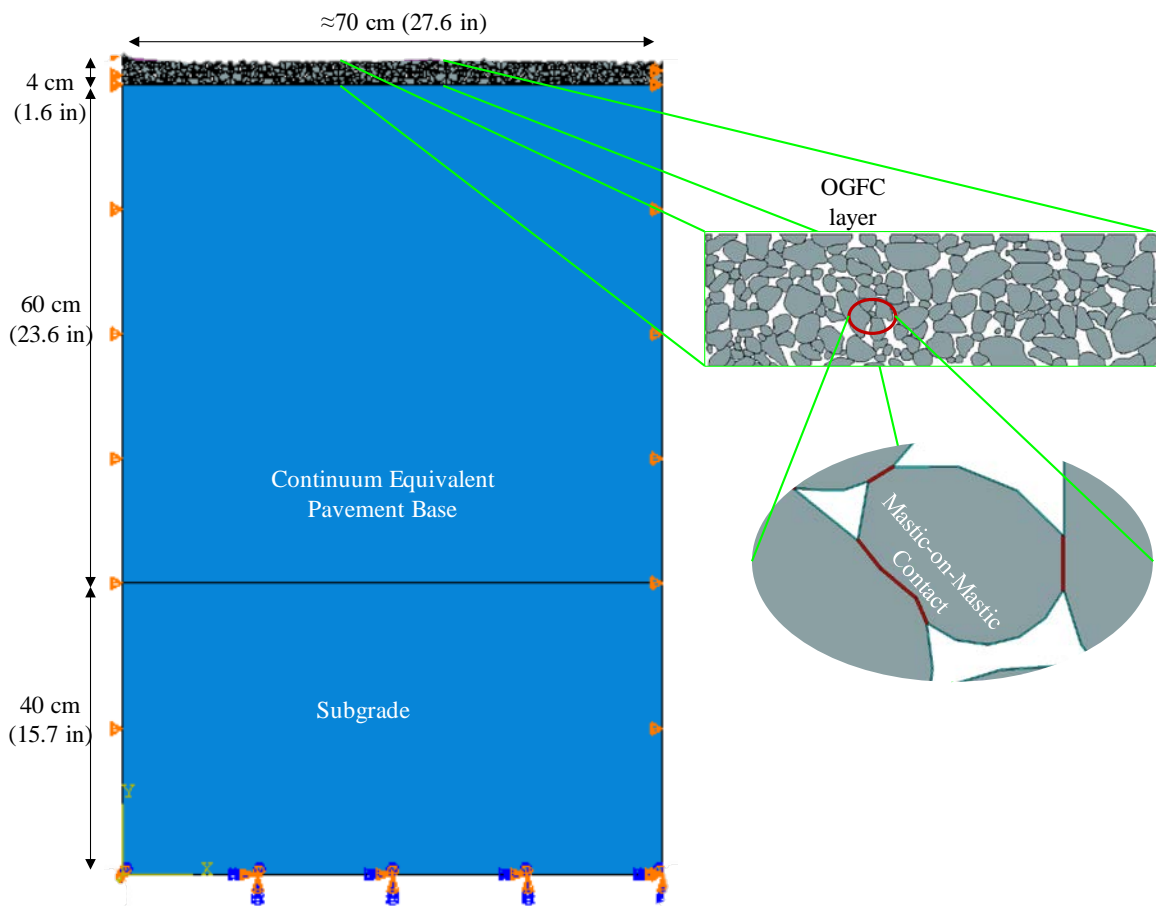 ≈70 cm (27.6 in)
4 cm
(1.6 in)
OGFC
layer
60 cm
(23.6 in)
Continuum Equivalent
Pavement Base
Mastic-on-Mastic
Contact
40 cm
(15.7 in)
Subgrade
Y
X